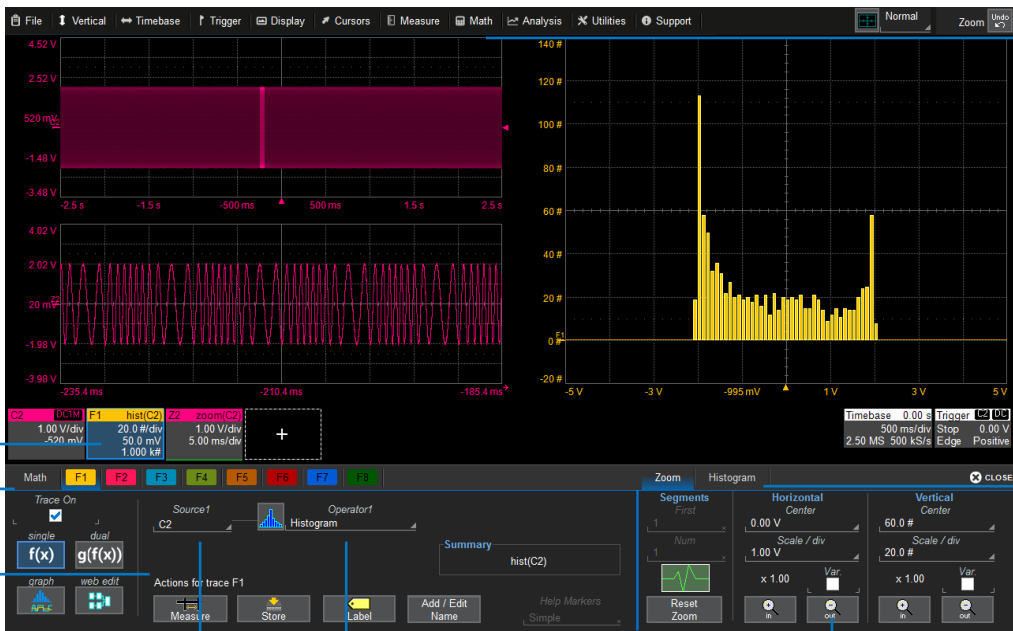 File Vertical Timebase Trigger Display Cursors Measure Math Analysis Utilities Support Normal Zoom Undo
4.52 V
2.52 V
520 mV
-1.48 V
-3.48 V
-2.5 s -1.5 s -500 ms 500 ms 1.5 s 2.5 s
4.02 V
2.02 V
20 mV
-1.98 V
-3.98 V
-235.4 ms -210.4 ms -185.4 ms
140 #
120 #
100 #
80 #
60 #
40 #
20 #
F1
0 #
-20 #
-5 V -3 V -995 mV 1 V 3 V 5 V
C2 DC1M
1.00 V/div
-520 mV
F1 hist(C2)
20.0 #/div
50.0 mV
1.000 k#
Z2 zoom(C2)
1.00 V/div
5.00 ms/div
+
Timebase 0.00 s
500 ms/div
2.50 MS 500 kS/s
Trigger C2 DC
Stop 0.00 V
Edge Positive
Math F1 F2 F3 F4 F5 F6 F7 F8
Zoom Histogram CLOSE
Trace On
single dual
f(x) g(f(x))
graph web edit
Source1
C2
Operator1
Histogram
Summary
hist(C2)
Actions for trace F1
Measure
Store
Label
Add / Edit
Name
Help Markers
Simple
Segments
First
1
Num
1
Reset
Zoom
Horizontal
Center
0.00 V
Scale / div
1.00 V
x 1.00 Var.
in out
Vertical
Center
60.0 #
Scale / div
20.0 #
x 1.00 Var.
in out